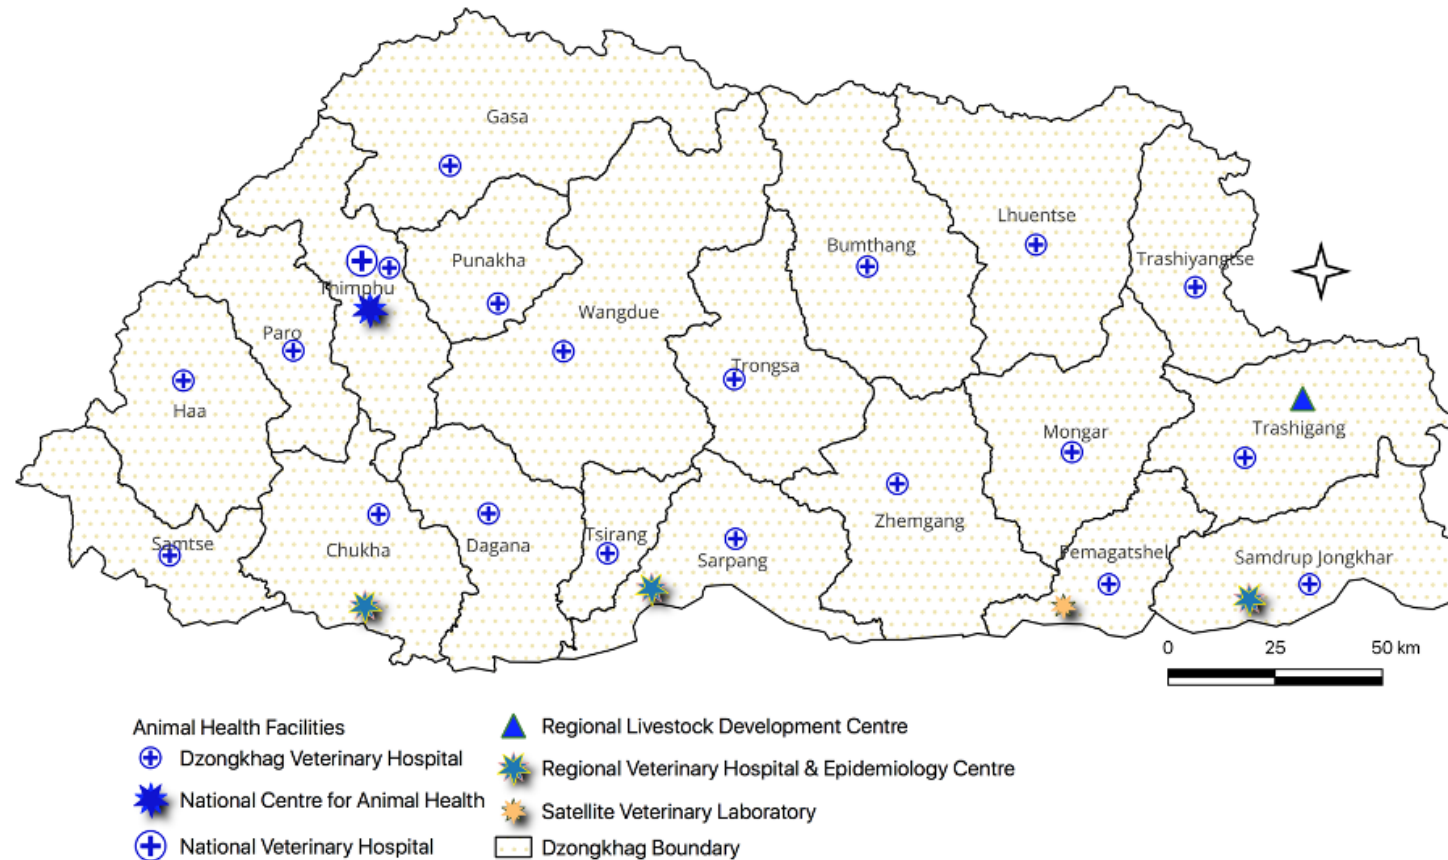 Gasa
Lhuentse
Bumthang
Trashiyangtse
Punakha
Thimphu
Wangdue
Paro
Trongsa
Haa
Mongar
Trashigang
Zhemgang
Samtse
Chukha
Dagana
Tsirang
Sarpang
Pemagatshel
Samdrup Jongkhar
0 25 50 km
Animal Health Facilities
Dzongkhag Veterinary Hospital
National Centre for Animal Health
National Veterinary Hospital
Regional Livestock Development Centre
Regional Veterinary Hospital & Epidemiology Centre
Satellite Veterinary Laboratory
Dzongkhag Boundary